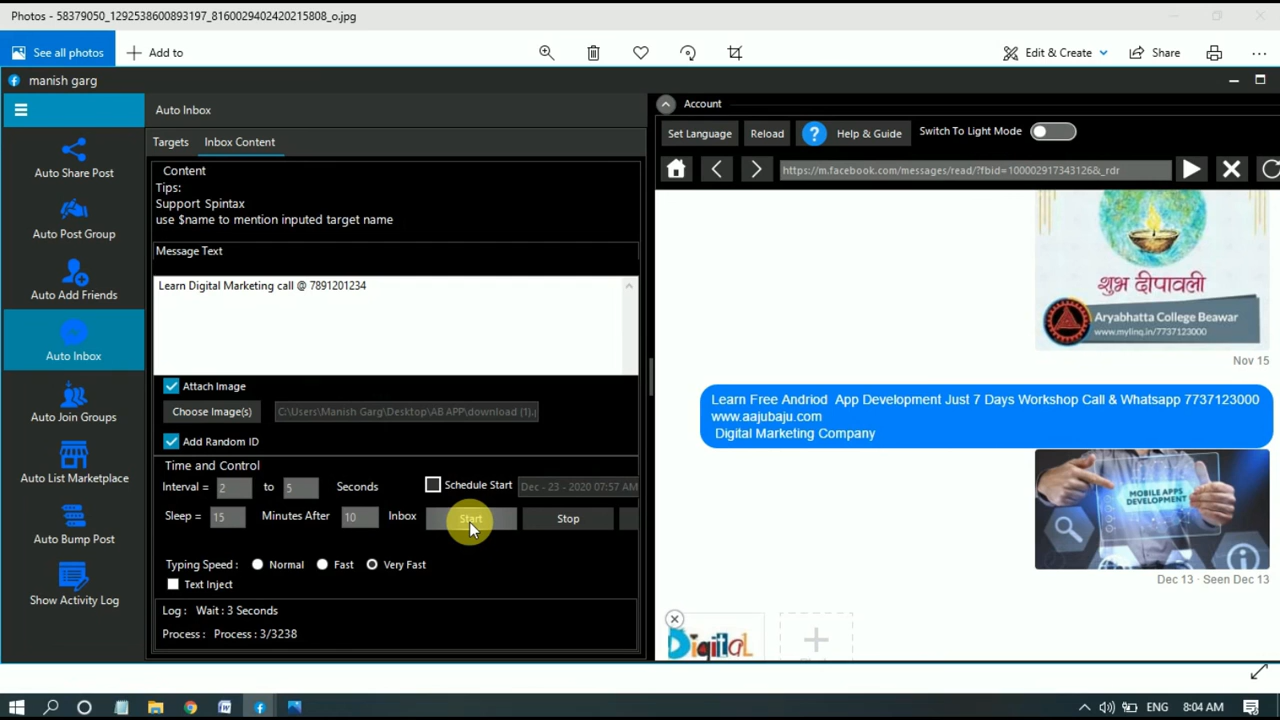 Photos - 58379050_1292538600893197_8160029402420215808_o.jpg
See all photos
Add to
Edit & Create
Share
manish garg
Auto Share Post
Auto Post Group
Auto Add Friends
Auto Inbox
Auto Join Groups
Auto List Marketplace
Auto Bump Post
Show Activity Log
Auto Inbox
Targets
Inbox Content
Content
Tips:
Support Spintax
use $name to mention inputed target name
Message Text
Learn Digital Marketing call @ 7891201234
Attach Image
Choose Image(s)
C:\Users\Manish Garg\Desktop\AB APP\download (1).
Add Random ID
Time and Control
Interval = 2 to 5 Seconds
Schedule Start
Dec - 23 - 2020 07:57 AM
Sleep = 15 Minutes After 10 Inbox
Start
Stop
Typing Speed : Normal Fast Very Fast
Text Inject
Log : Wait : 3 Seconds
Process : Process : 3/3238
Account
Set Language
Reload
? Help & Guide
Switch To Light Mode
https://m.facebook.com/messages/read/?fbid=100002917343126&_rdr
शुभ दीपावली
Aryabhatta College Beawar
www.mylinq.in/7737123000
Nov 15
Learn Free Andriod App Development Just 7 Days Workshop Call & Whatsapp 7737123000
www.aajubaju.com
Digital Marketing Company
MOBILE APPS
DEVELOPMENT
Dec 13 · Seen Dec 13
Digital
ENG
8:04 AM